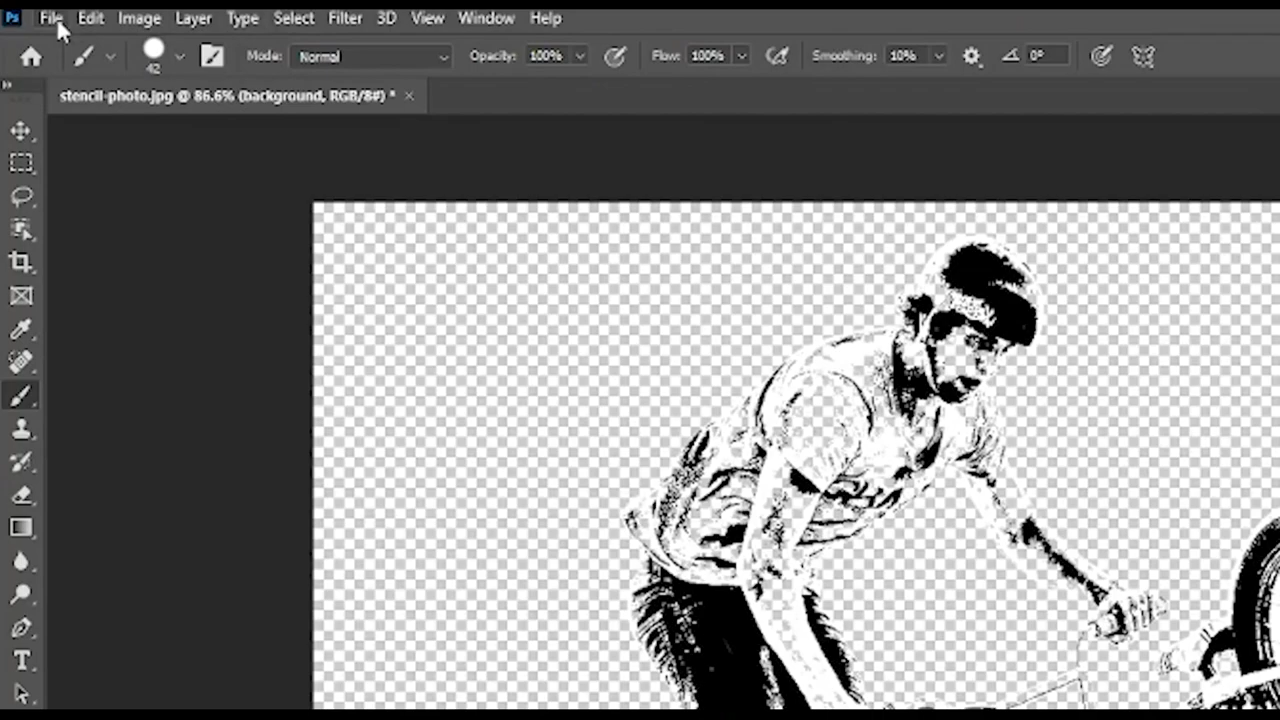 Ps File Edit Image Layer Type Select Filter 3D View Window Help
42 Mode: Normal Opacity: 100% Flow: 100% Smoothing: 10% 0°
stencil-photo.jpg @ 86.6% (background, RGB/8#) * ×
T